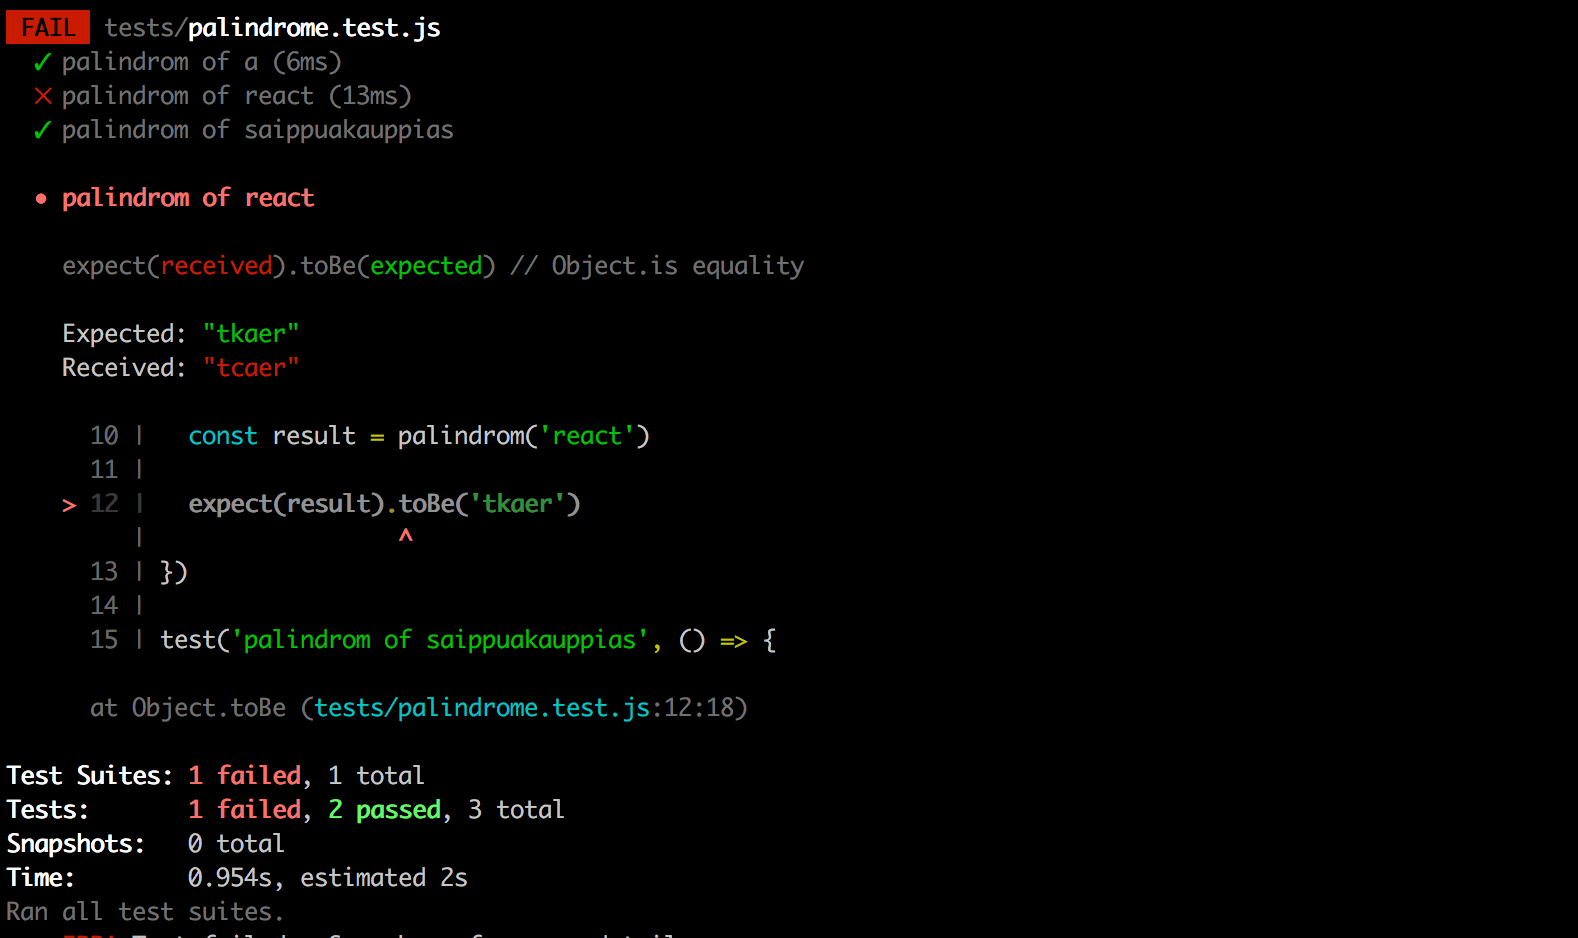 FAIL tests/palindrome.test.js
✓ palindrom of a (6ms)
✕ palindrom of react (13ms)
✓ palindrom of saippuakauppias
● palindrom of react
expect(received).toBe(expected) // Object.is equality
Expected: "tkaer"
Received: "tcaer"
10 |   const result = palindrom('react')
11 |
> 12 |   expect(result).toBe('tkaer')
|                  ^
13 | })
14 |
15 | test('palindrom of saippuakauppias', () => {
at Object.toBe (tests/palindrome.test.js:12:18)
Test Suites: 1 failed, 1 total
Tests:       1 failed, 2 passed, 3 total
Snapshots:   0 total
Time:        0.954s, estimated 2s
Ran all test suites.